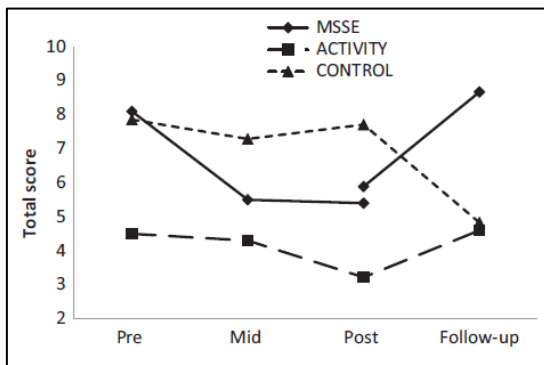 MSSE
ACTIVITY
CONTROL
10
9
8
7
6
5
4
3
2
Total score
Pre Mid Post Follow-up